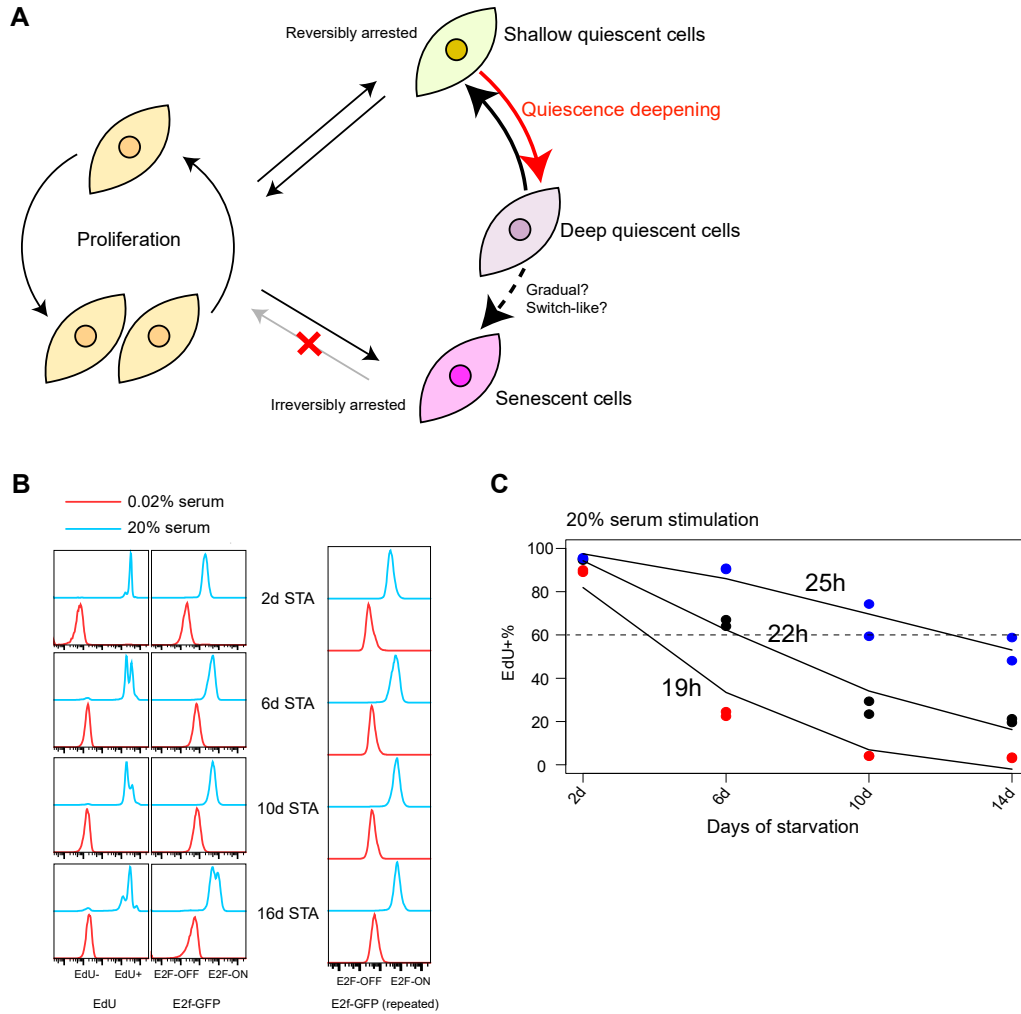 A
Reversibly arrested
Shallow quiescent cells
Quiescence deepening
Proliferation
Deep quiescent cells
Gradual?
Switch-like?
Irreversibly arrested
Senescent cells
B
0.02% serum
20% serum
2d STA
6d STA
10d STA
16d STA
EdU- EdU+ E2F-OFF E2F-ON
EdU E2f-GFP
E2F-OFF E2F-ON
E2f-GFP (repeated)
C
20% serum stimulation
EdU+%
100
80
60
40
20
0
25h
22h
19h
2d 6d 10d 14d
Days of starvation